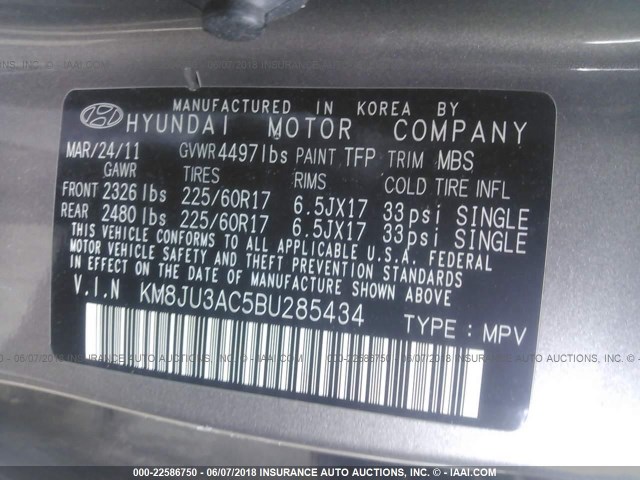 MANUFACTURED IN KOREA BY
HYUNDAI MOTOR COMPANY
MAR/24/11 GVWR 4497lbs PAINT TFP TRIM MBS
GAWR TIRES RIMS COLD TIRE INFL
FRONT 2326 lbs 225/60R17 6.5JX17 33psi SINGLE
REAR 2480 lbs 225/60R17 6.5JX17 33psi SINGLE
THIS VEHICLE CONFORMS TO ALL APPLICABLE U.S.A. FEDERAL
MOTOR VEHICLE SAFETY AND THEFT PREVENTION STANDARDS
IN EFFECT ON THE DATE OF MANUFACTURE SHOWN ABOVE
V.I.N KM8JU3AC5BU285434 TYPE : MPV
000-22586750 - 06/07/2018 INSURANCE AUTO AUCTIONS, INC. © - IAAI.COM